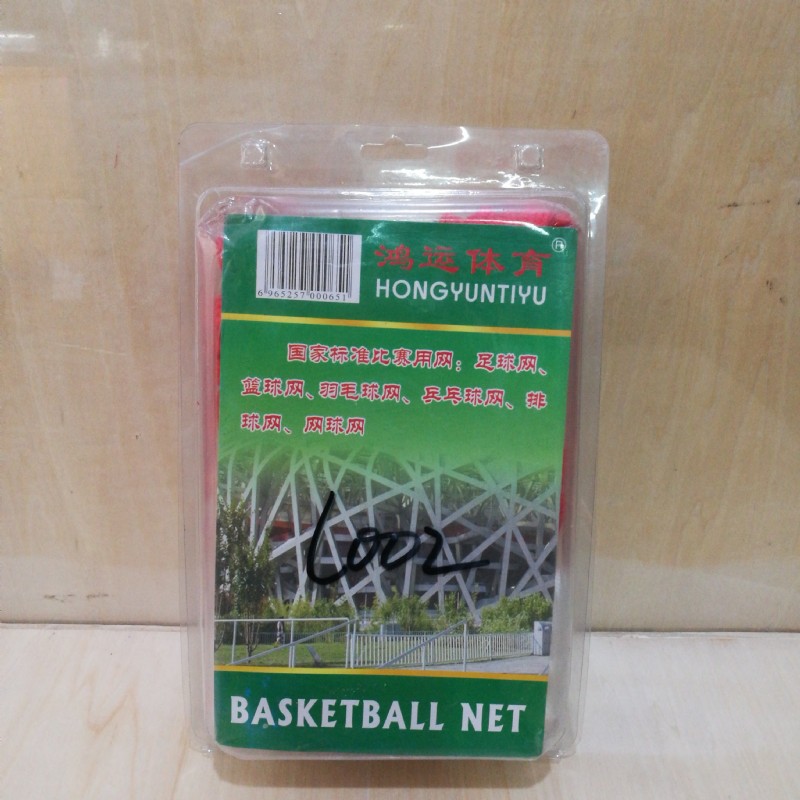 鸿运体育®
HONGYUNTIYU
6 965257 000651
国家标准比赛用网：足球网、
篮球网、羽毛球网、乒乓球网、排
球网、网球网
6002
BASKETBALL NET